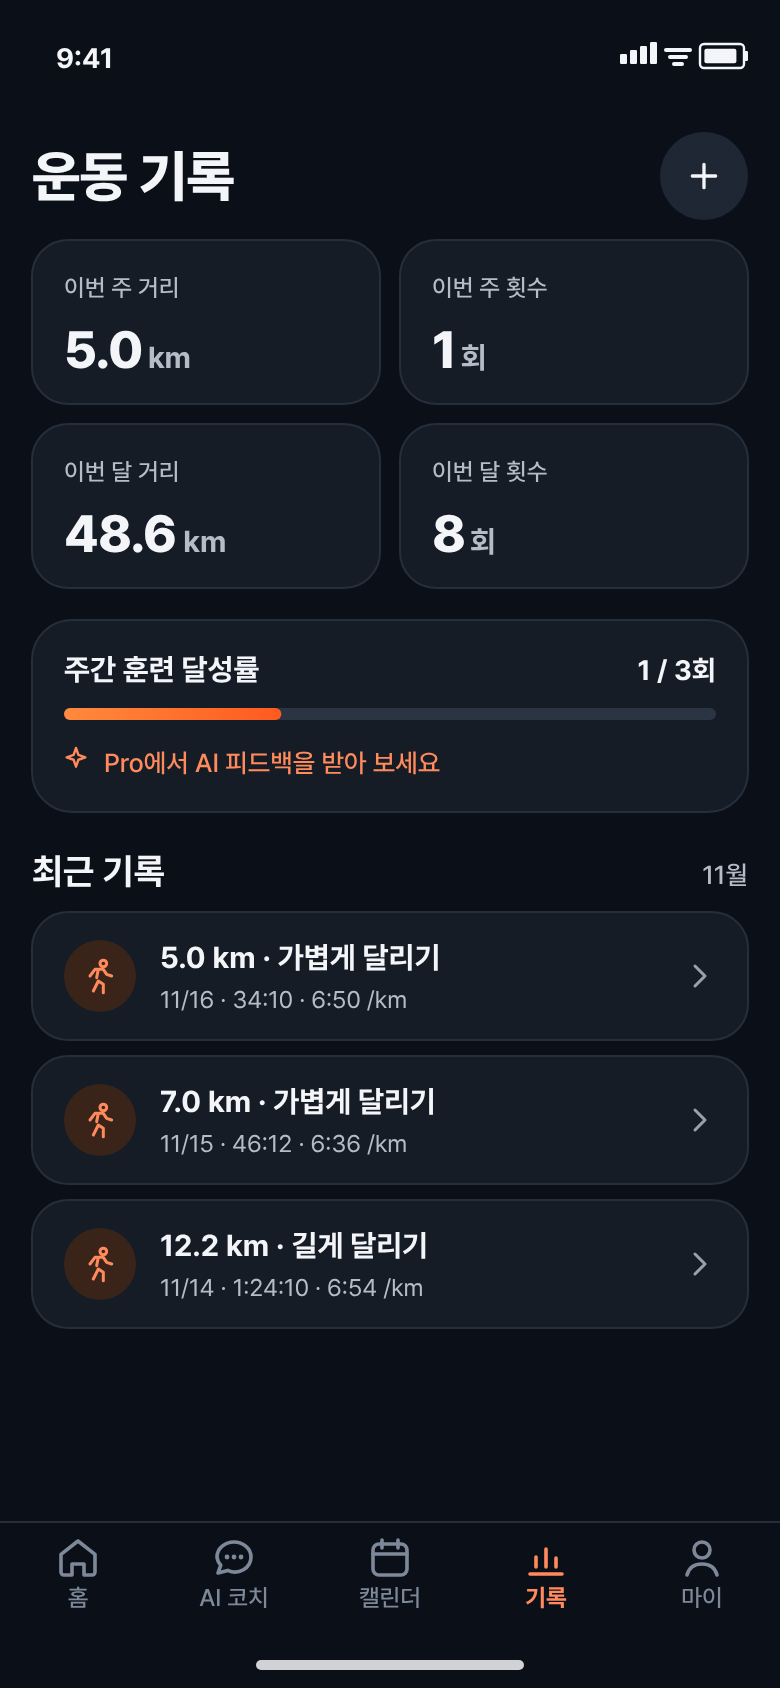 9:41
운동 기록
이번 주 거리
5.0 km
이번 주 횟수
1 회
이번 달 거리
48.6 km
이번 달 횟수
8 회
주간 훈련 달성률
1 / 3회
Pro에서 AI 피드백을 받아 보세요
최근 기록
11월
5.0 km · 가볍게 달리기
11/16 · 34:10 · 6:50 /km
7.0 km · 가볍게 달리기
11/15 · 46:12 · 6:36 /km
12.2 km · 길게 달리기
11/14 · 1:24:10 · 6:54 /km
홈
AI 코치
캘린더
기록
마이